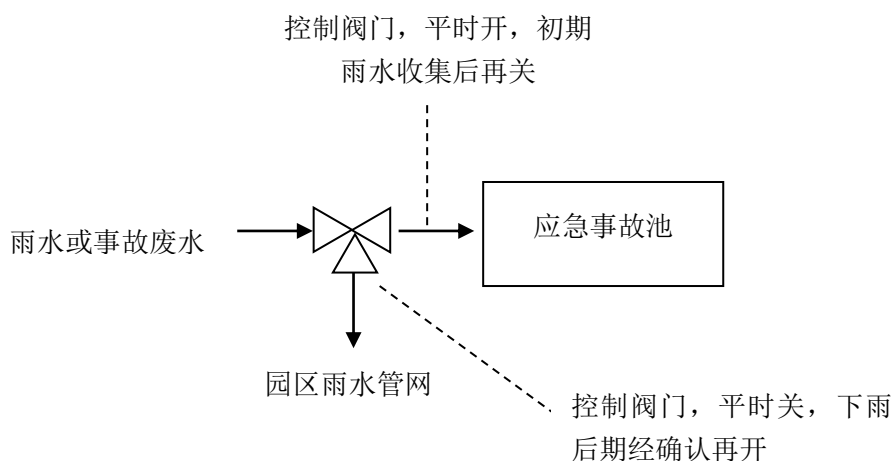 控制阀门，平时开，初期
雨水收集后再关
雨水或事故废水
应急事故池
园区雨水管网
控制阀门，平时关，下雨
后期经确认再开